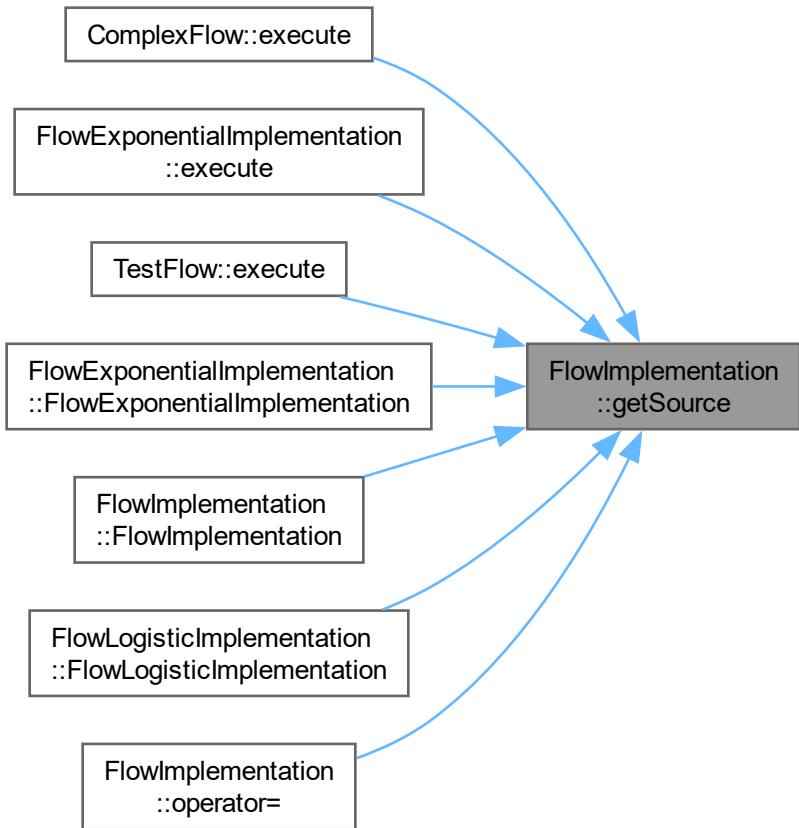 ComplexFlow::execute
FlowExponentialImplementation
::execute
TestFlow::execute
FlowExponentialImplementation
::FlowExponentialImplementation
FlowImplementation
::getSource
FlowImplementation
::FlowImplementation
FlowLogisticImplementation
::FlowLogisticImplementation
FlowImplementation
::operator=